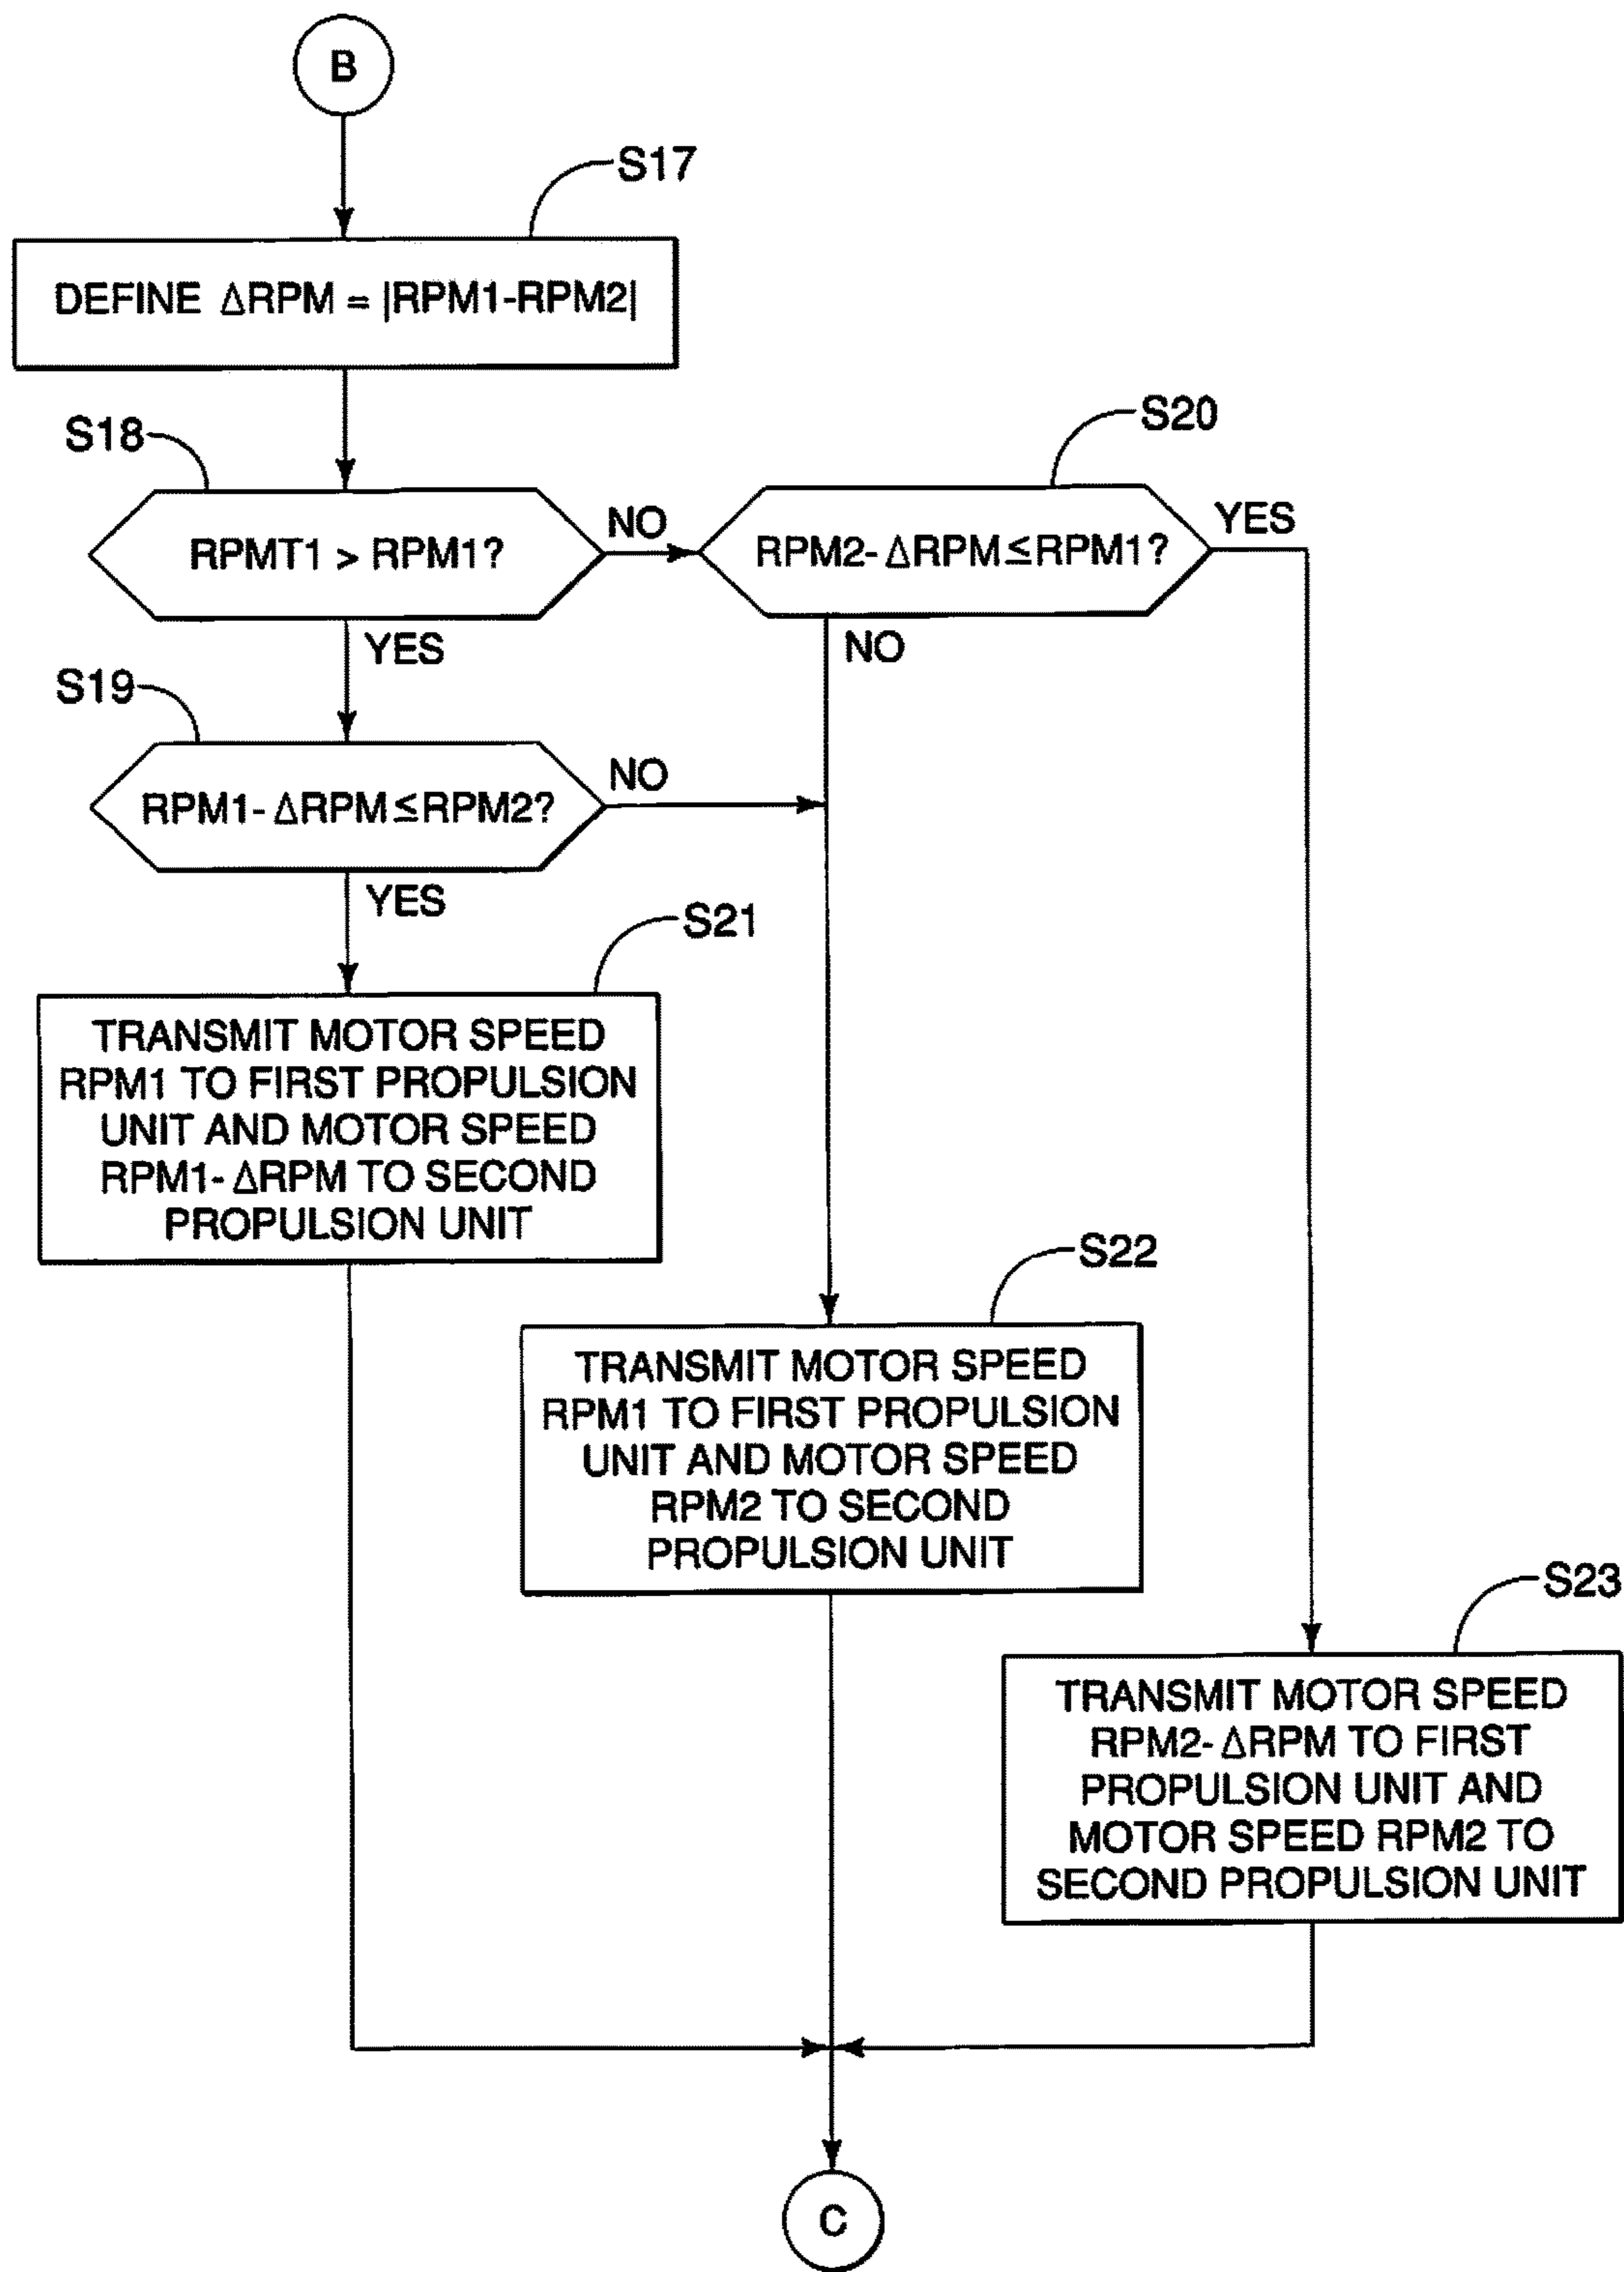 B
S17
DEFINE ΔRPM = |RPM1-RPM2|
S18
RPMT1 > RPM1?
NO
YES
S20
RPM2- ΔRPM ≤ RPM1?
YES
NO
S19
RPM1- ΔRPM ≤ RPM2?
NO
YES
S21
TRANSMIT MOTOR SPEED
RPM1 TO FIRST PROPULSION
UNIT AND MOTOR SPEED
RPM1- ΔRPM TO SECOND
PROPULSION UNIT
S22
TRANSMIT MOTOR SPEED
RPM1 TO FIRST PROPULSION
UNIT AND MOTOR SPEED
RPM2 TO SECOND
PROPULSION UNIT
S23
TRANSMIT MOTOR SPEED
RPM2- ΔRPM TO FIRST
PROPULSION UNIT AND
MOTOR SPEED RPM2 TO
SECOND PROPULSION UNIT
C